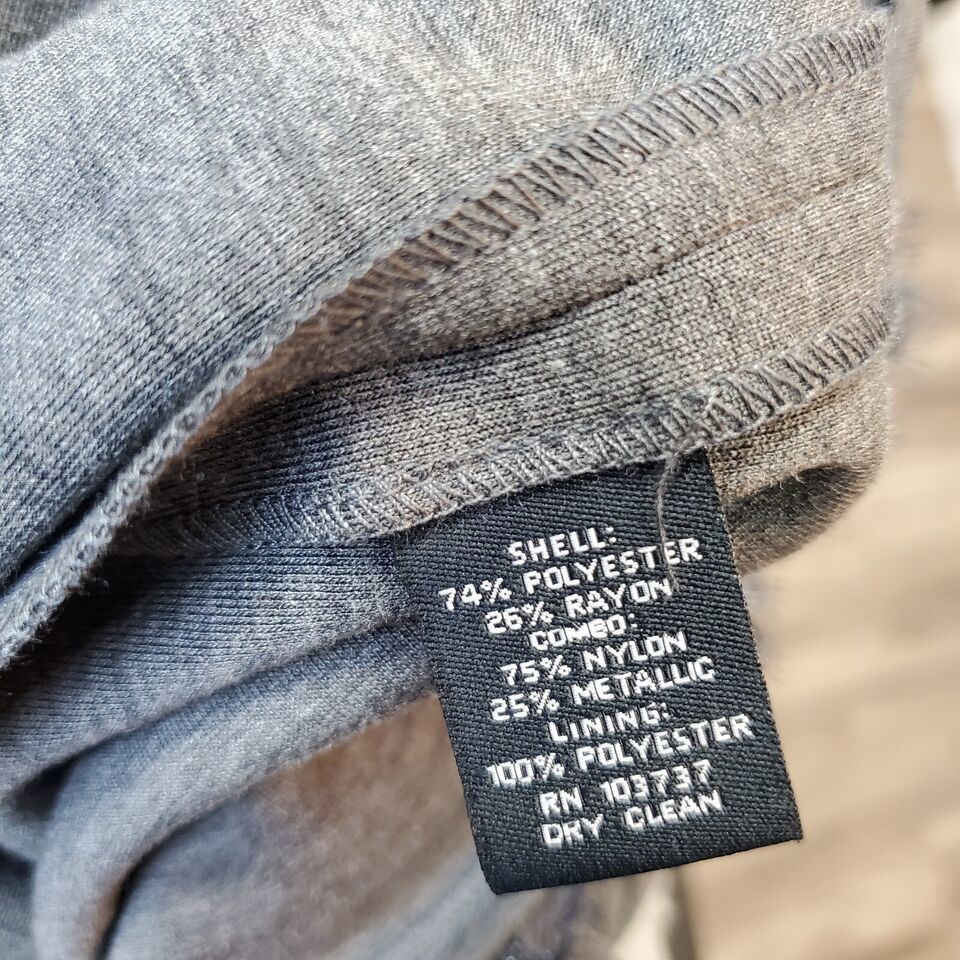 SHELL:
74% POLYESTER
26% RAYON
COMBO:
75% NYLON
25% METALLIC
LINING:
100% POLYESTER
RN 103737
DRY CLEAN